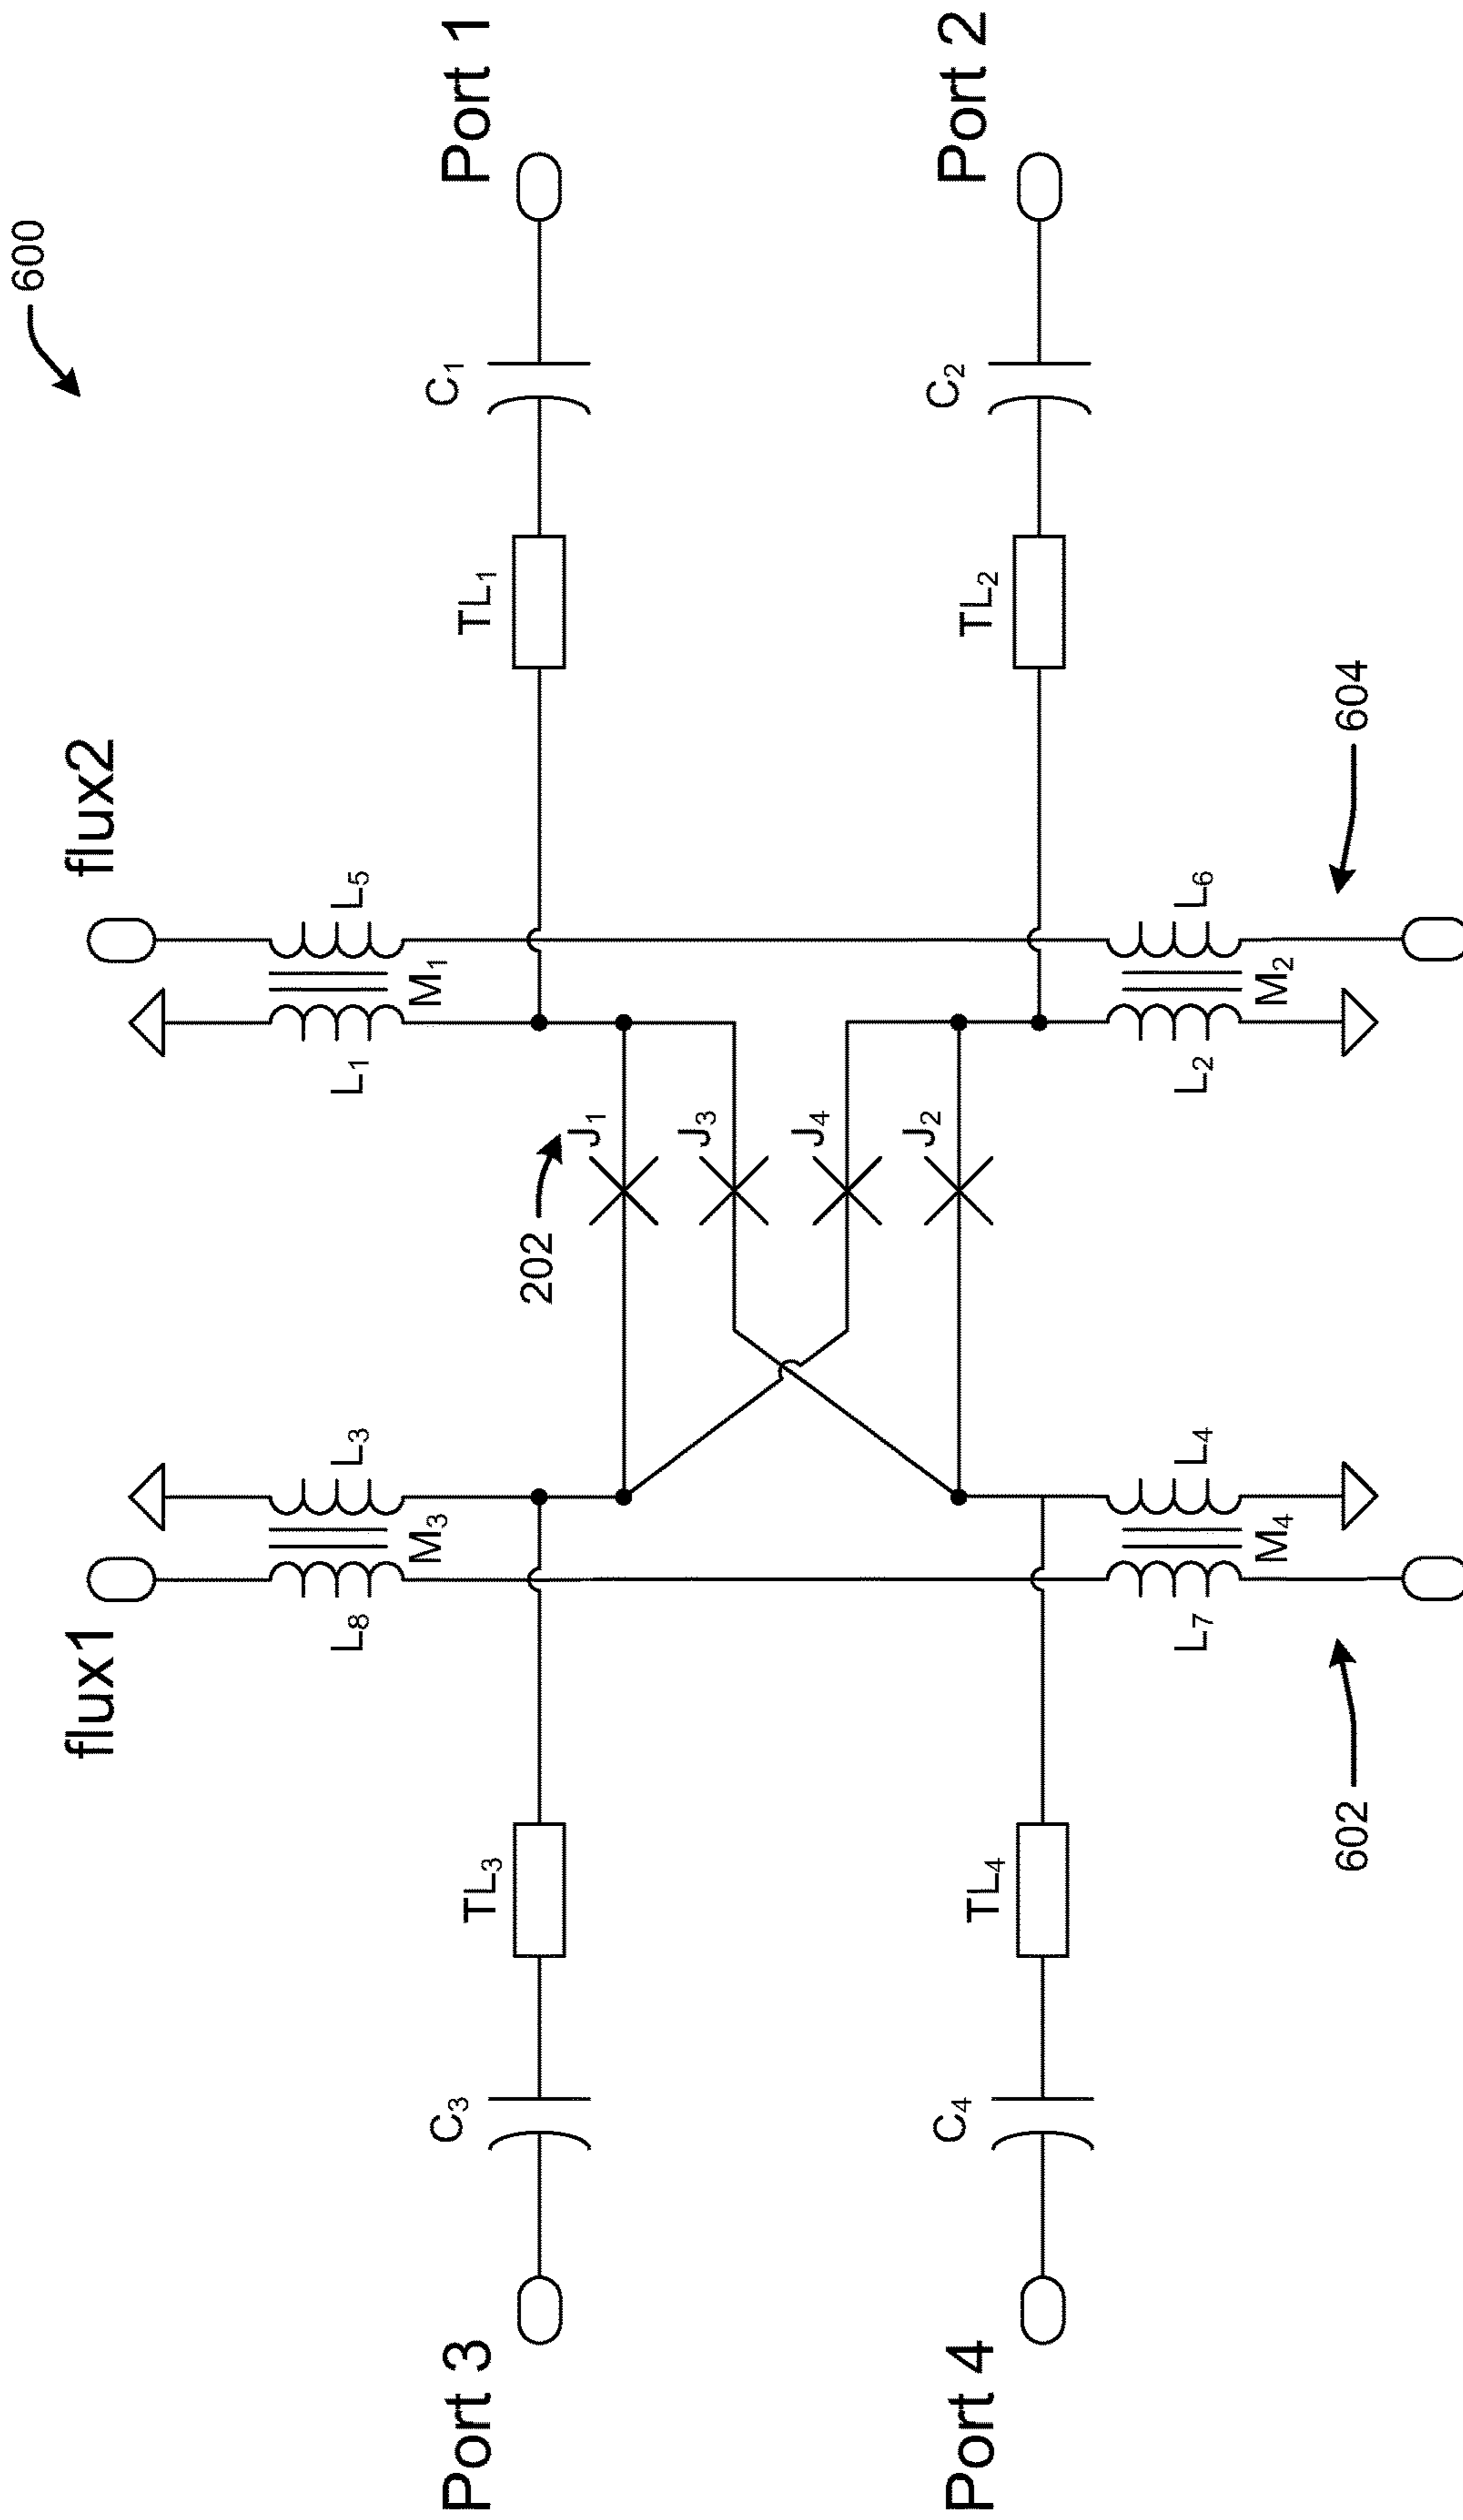 600
flux1
flux2
L₈
L₃
L₁
L₅
M₃
M₁
Port 3
C₃
TL₃
202
TL₁
C₁
Port 1
J₁
J₃
J₄
J₂
Port 4
C₄
TL₄
TL₂
C₂
Port 2
L₇
L₄
L₂
L₆
M₄
M₂
602
604